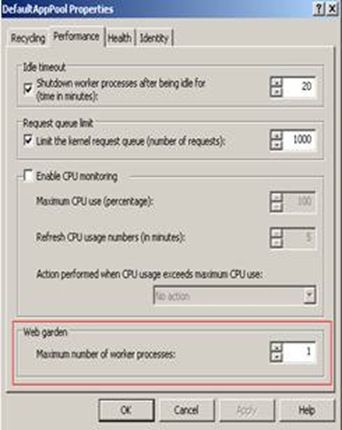 DefaultAppPool Properties
Recycling Performance Health Identity
Idle timeout
Shutdown worker processes after being idle for
(time in minutes):
20
Request queue limit
Limit the kernel request queue (number of requests):
1000
Enable CPU monitoring
Maximum CPU use (percentage):
100
Refresh CPU usage numbers (in minutes):
5
Action performed when CPU usage exceeds maximum CPU use:
No action
Web garden
Maximum number of worker processes:
1
OK Cancel Apply Help